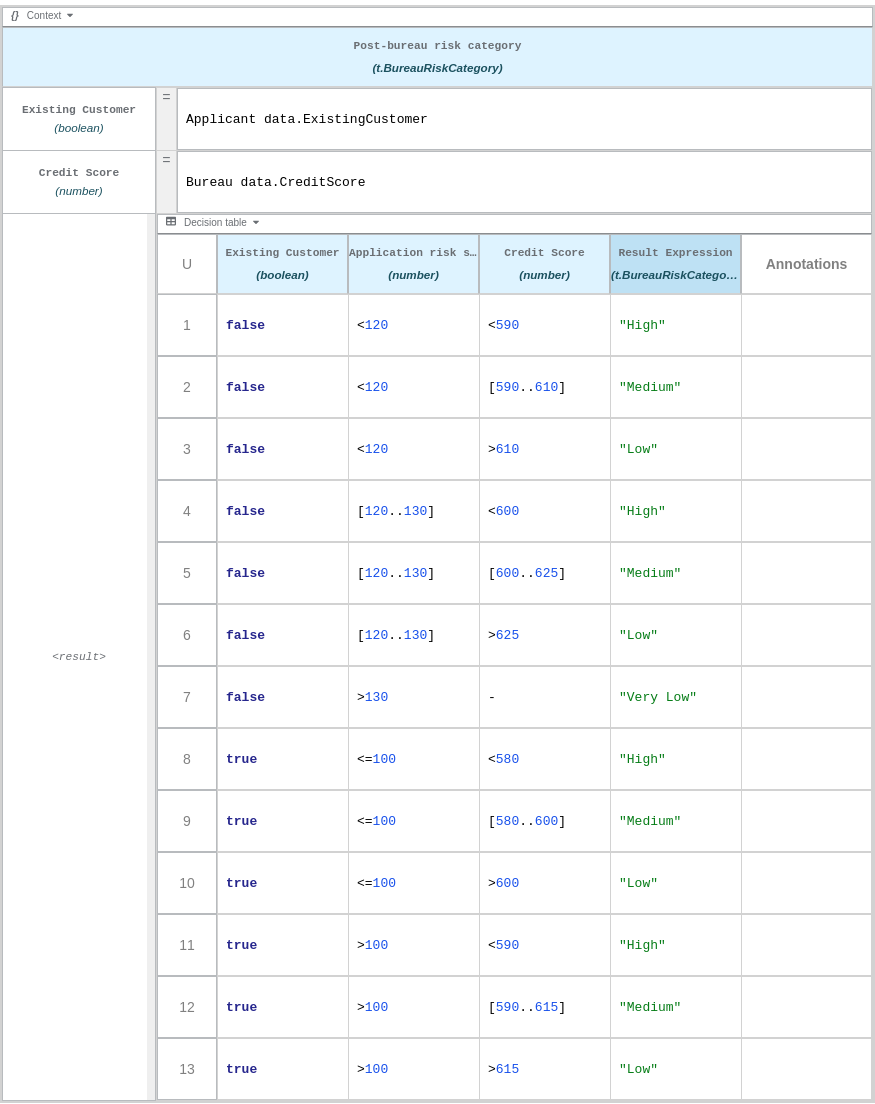 {} Context
Post-bureau risk category
(t.BureauRiskCategory)
Existing Customer
(boolean)
=
Applicant data.ExistingCustomer
Credit Score
(number)
=
Bureau data.CreditScore
<result>
Decision table
U Existing Customer (boolean) Application risk s… (number) Credit Score (number) Result Expression (t.BureauRiskCatego… Annotations
1 false <120 <590 "High"
2 false <120 [590..610] "Medium"
3 false <120 >610 "Low"
4 false [120..130] <600 "High"
5 false [120..130] [600..625] "Medium"
6 false [120..130] >625 "Low"
7 false >130 - "Very Low"
8 true <=100 <580 "High"
9 true <=100 [580..600] "Medium"
10 true <=100 >600 "Low"
11 true >100 <590 "High"
12 true >100 [590..615] "Medium"
13 true >100 >615 "Low"